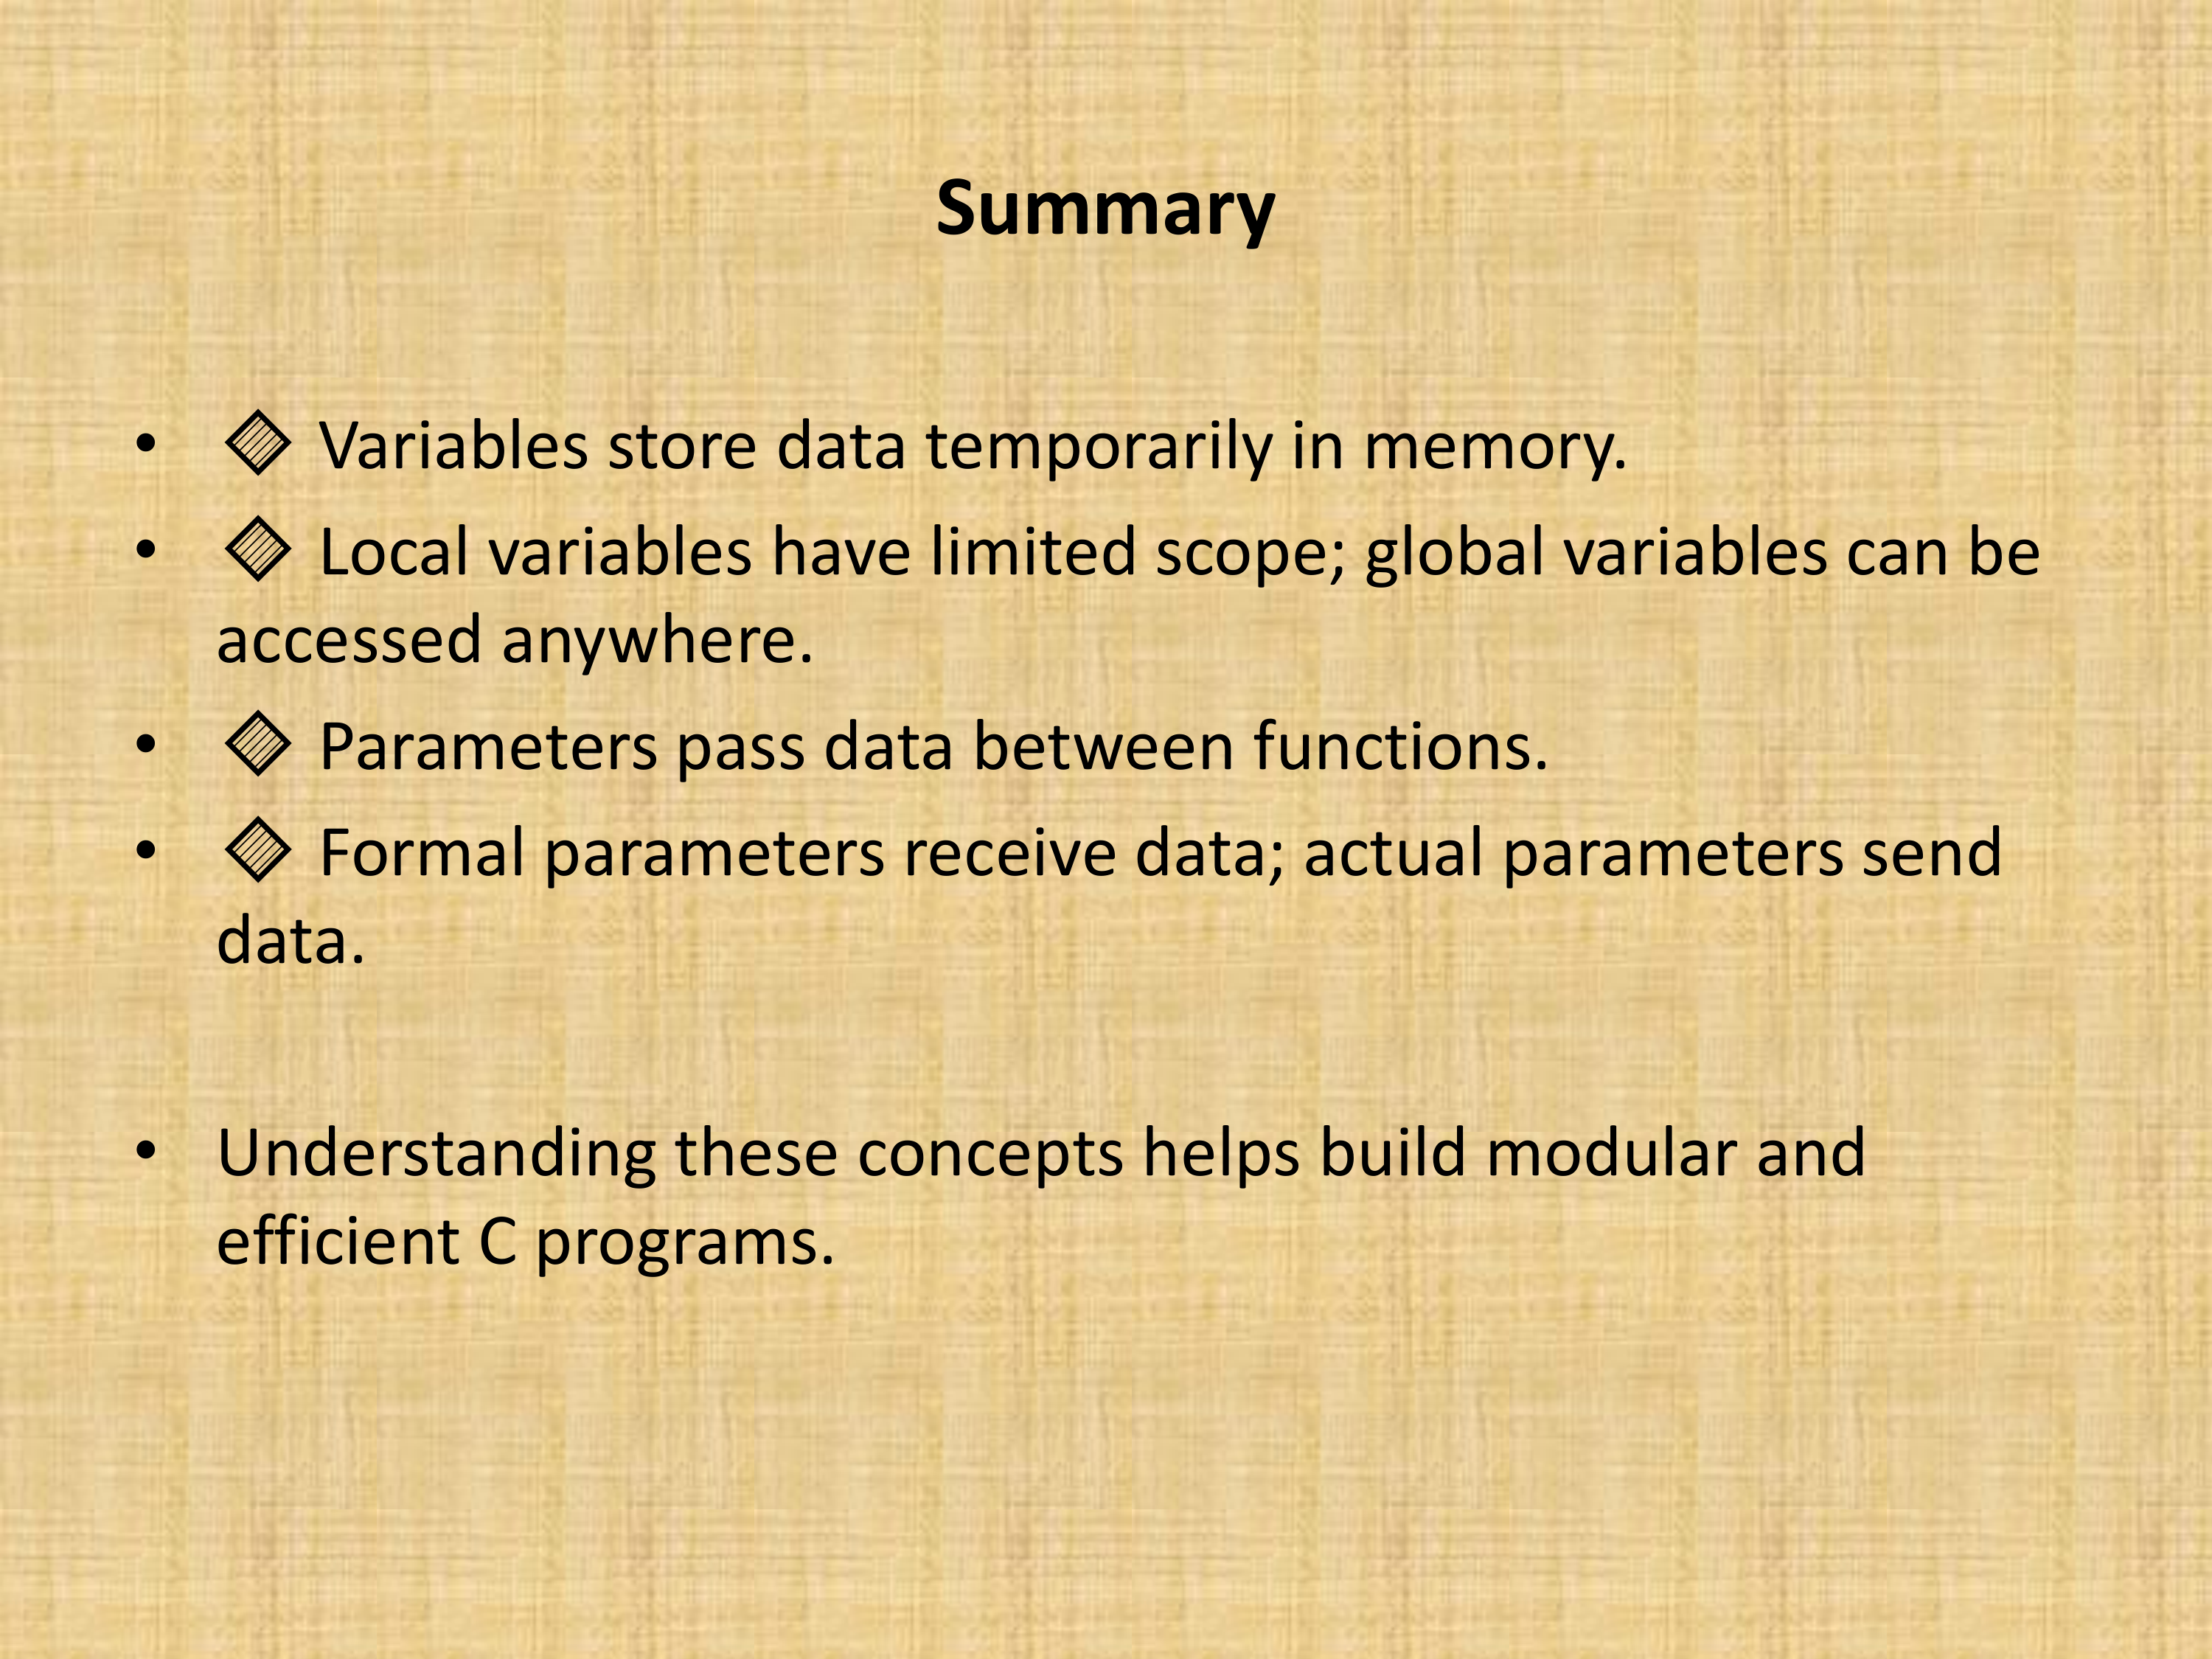 Summary
• 🔷 Variables store data temporarily in memory.
• 🔷 Local variables have limited scope; global variables can be
accessed anywhere.
• 🔷 Parameters pass data between functions.
• 🔷 Formal parameters receive data; actual parameters send
data.
• Understanding these concepts helps build modular and
efficient C programs.